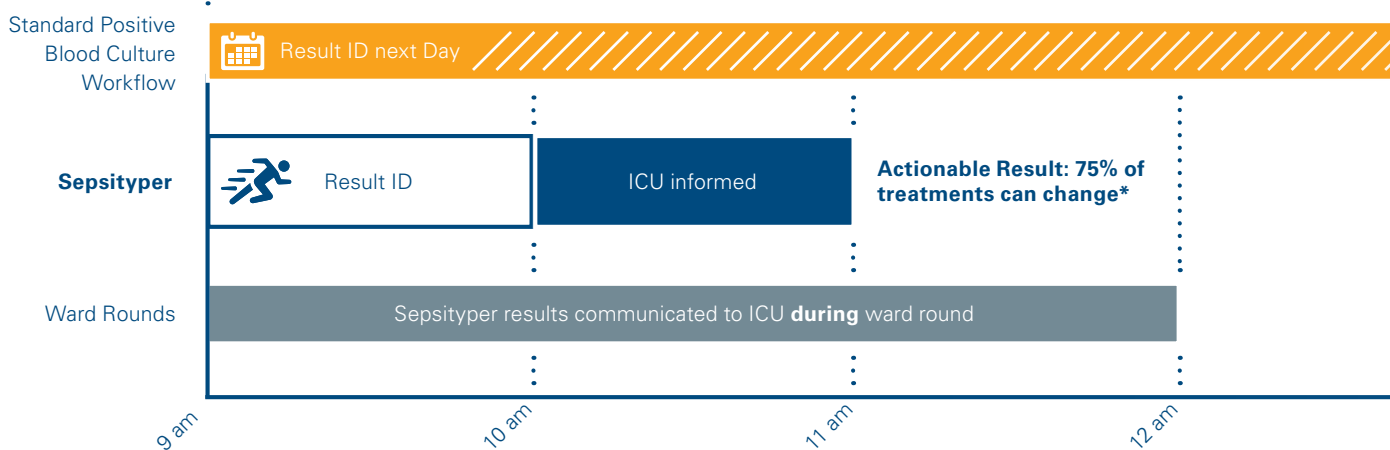 Standard Positive
Blood Culture
Workflow
Result ID next Day
Sepsityper
Result ID
ICU informed
Actionable Result: 75% of
treatments can change*
Ward Rounds
Sepsityper results communicated to ICU during ward round
9 am
10 am
11 am
12 am